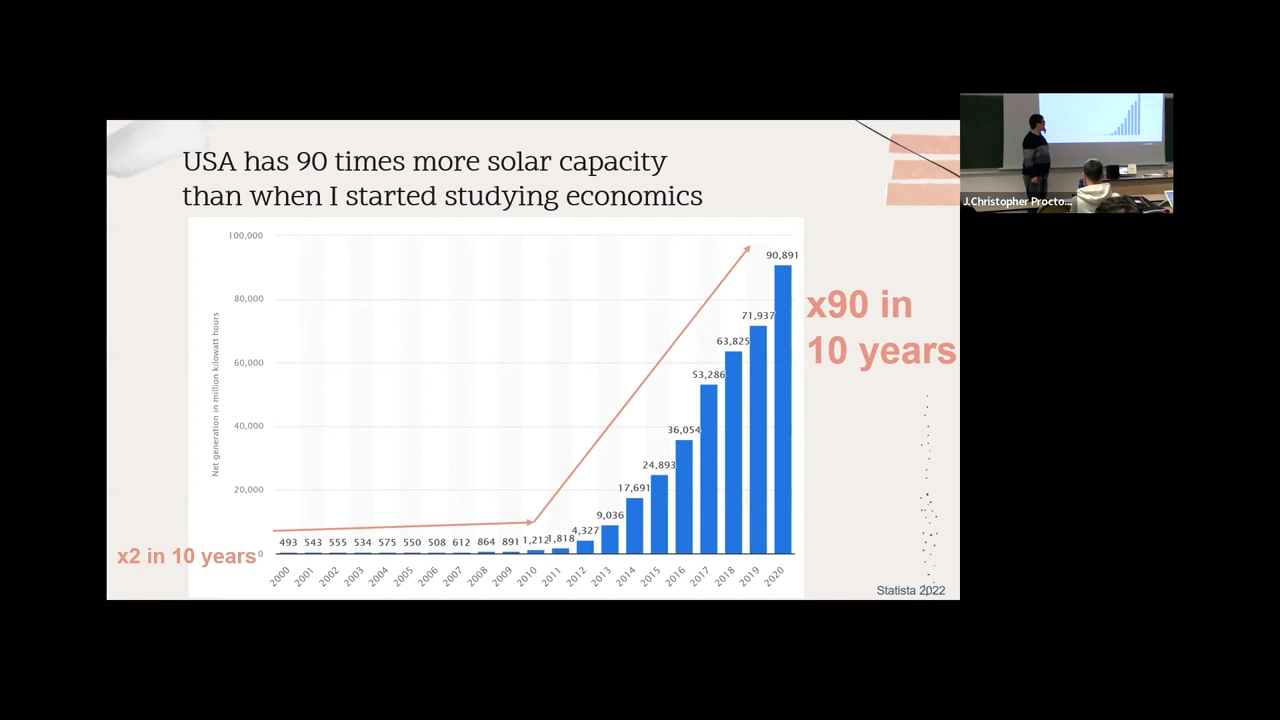 USA has 90 times more solar capacity
than when I started studying economics
100,000
80,000
60,000
40,000
20,000
0
Net generation in million kilowatt hours
493 543 555 534 575 550 508 612 864 891 1,212 1,818 4,327 9,036 17,691 24,893 36,054 53,286 63,825 71,937 90,891
2000 2001 2002 2003 2004 2005 2006 2007 2008 2009 2010 2011 2012 2013 2014 2015 2016 2017 2018 2019 2020
x2 in 10 years
x90 in
10 years
Statista 2022
J.Christopher Procto...